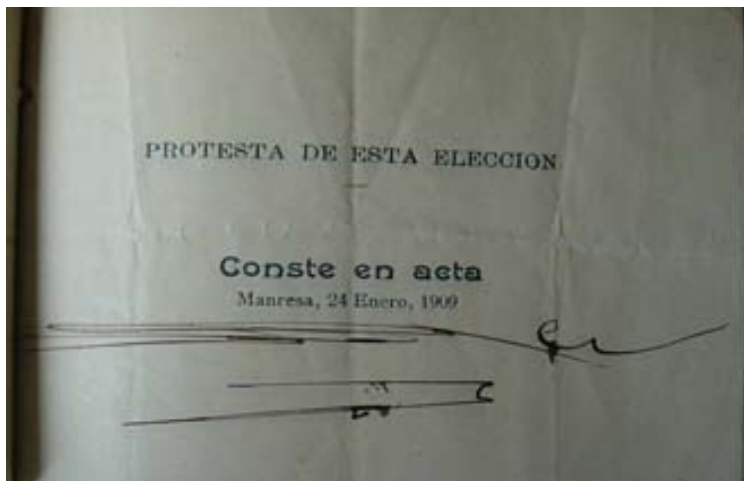 PROTESTA DE ESTA ELECCION
Conste en acta
Manresa, 24 Enero, 1909